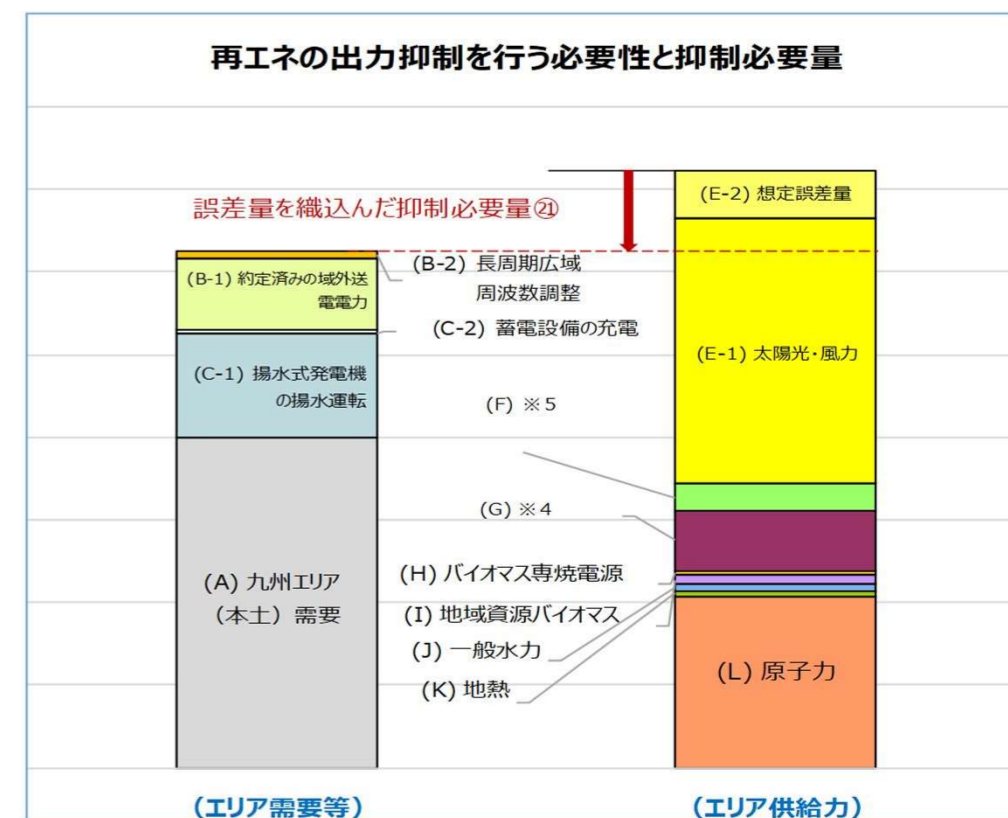 再エネの出力抑制を行う必要性と抑制必要量
誤差量を織込んだ抑制必要量㉑
(B-1) 約定済みの域外送
電電力
(C-1) 揚水式発電機
の揚水運転
(A) 九州エリア
（本土）需要
(B-2) 長周期広域
周波数調整
(C-2) 蓄電設備の充電
(F) ※5
(G) ※4
(H) バイオマス専焼電源
(I) 地域資源バイオマス
(J) 一般水力
(K) 地熱
(E-2) 想定誤差量
(E-1) 太陽光・風力
(L) 原子力
(エリア需要等)
(エリア供給力)